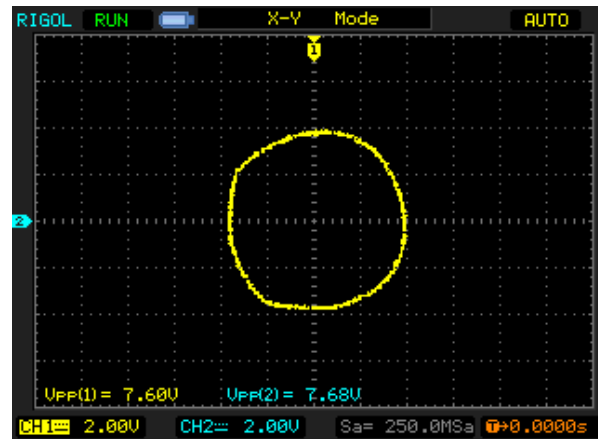 RIGOL RUN X-Y Mode AUTO
1
2
Vpp(1)= 7.60V Vpp(2)= 7.68V
CH1 2.00V CH2 2.00V Sa= 250.0MSa T→0.0000s